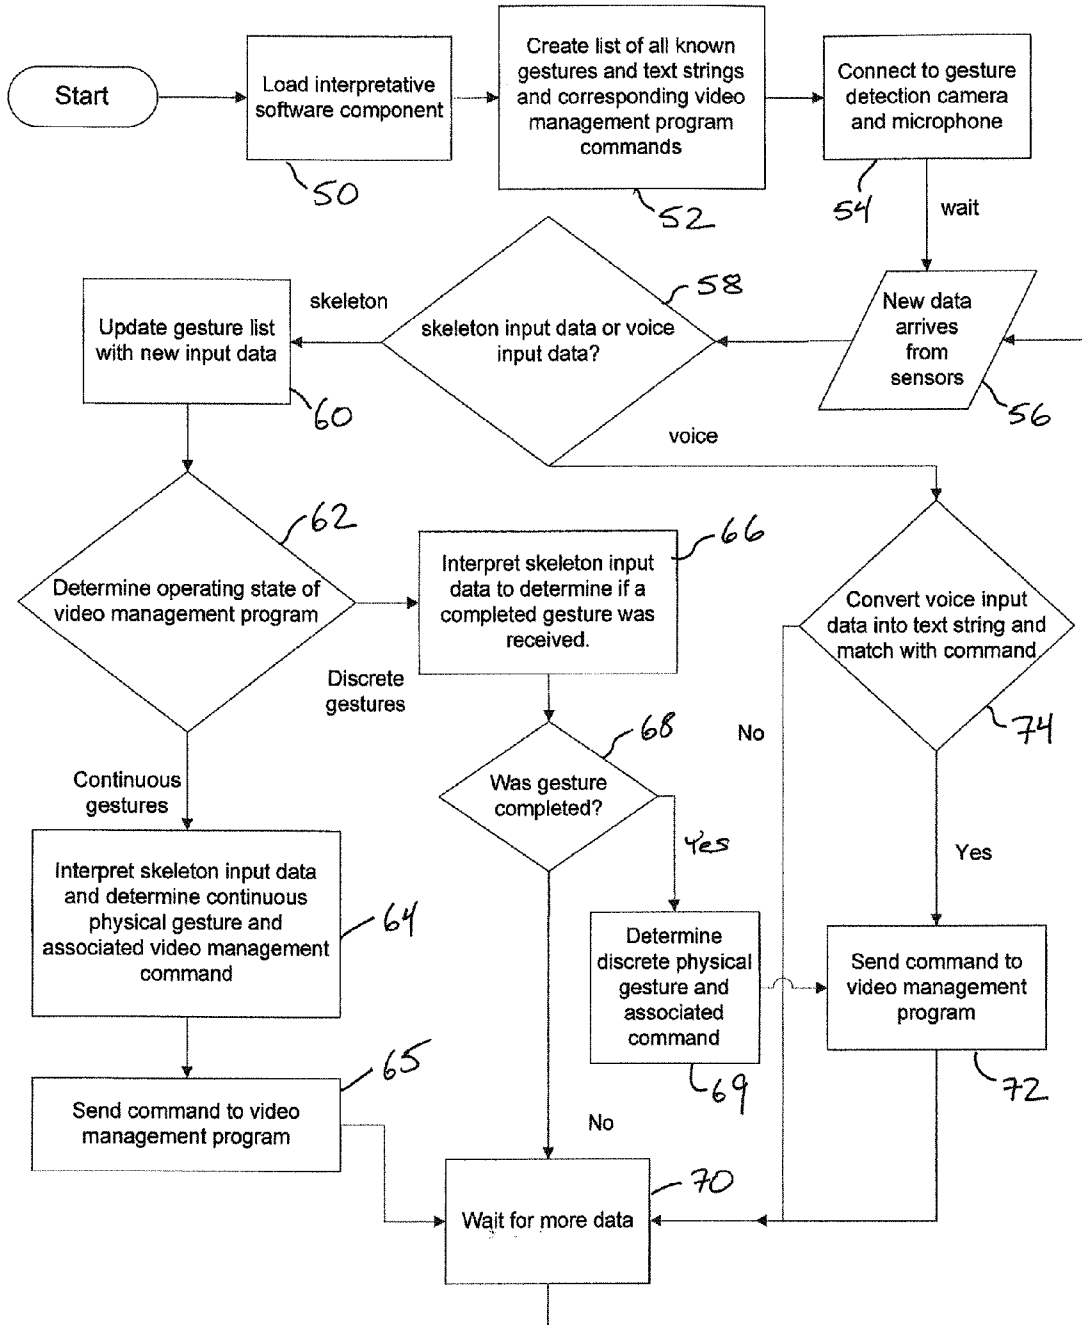 Start
Load interpretative
software component
50
Create list of all known
gestures and text strings
and corresponding video
management program
commands
52
Connect to gesture
detection camera
and microphone
54
wait
New data
arrives
from
sensors
56
skeleton input data or voice
input data?
58
skeleton
voice
Update gesture list
with new input data
60
Determine operating state of
video management program
62
Discrete
gestures
Continuous
gestures
Interpret skeleton input
data to determine if a
completed gesture was
received.
66
Was gesture
completed?
68
Yes
No
Convert voice input
data into text string and
match with command
74
No
Yes
Interpret skeleton input data
and determine continuous
physical gesture and
associated video management
command
64
Determine
discrete physical
gesture and
associated
command
69
Send command to
video management
program
72
Send command to video
management program
65
Wait for more data
70